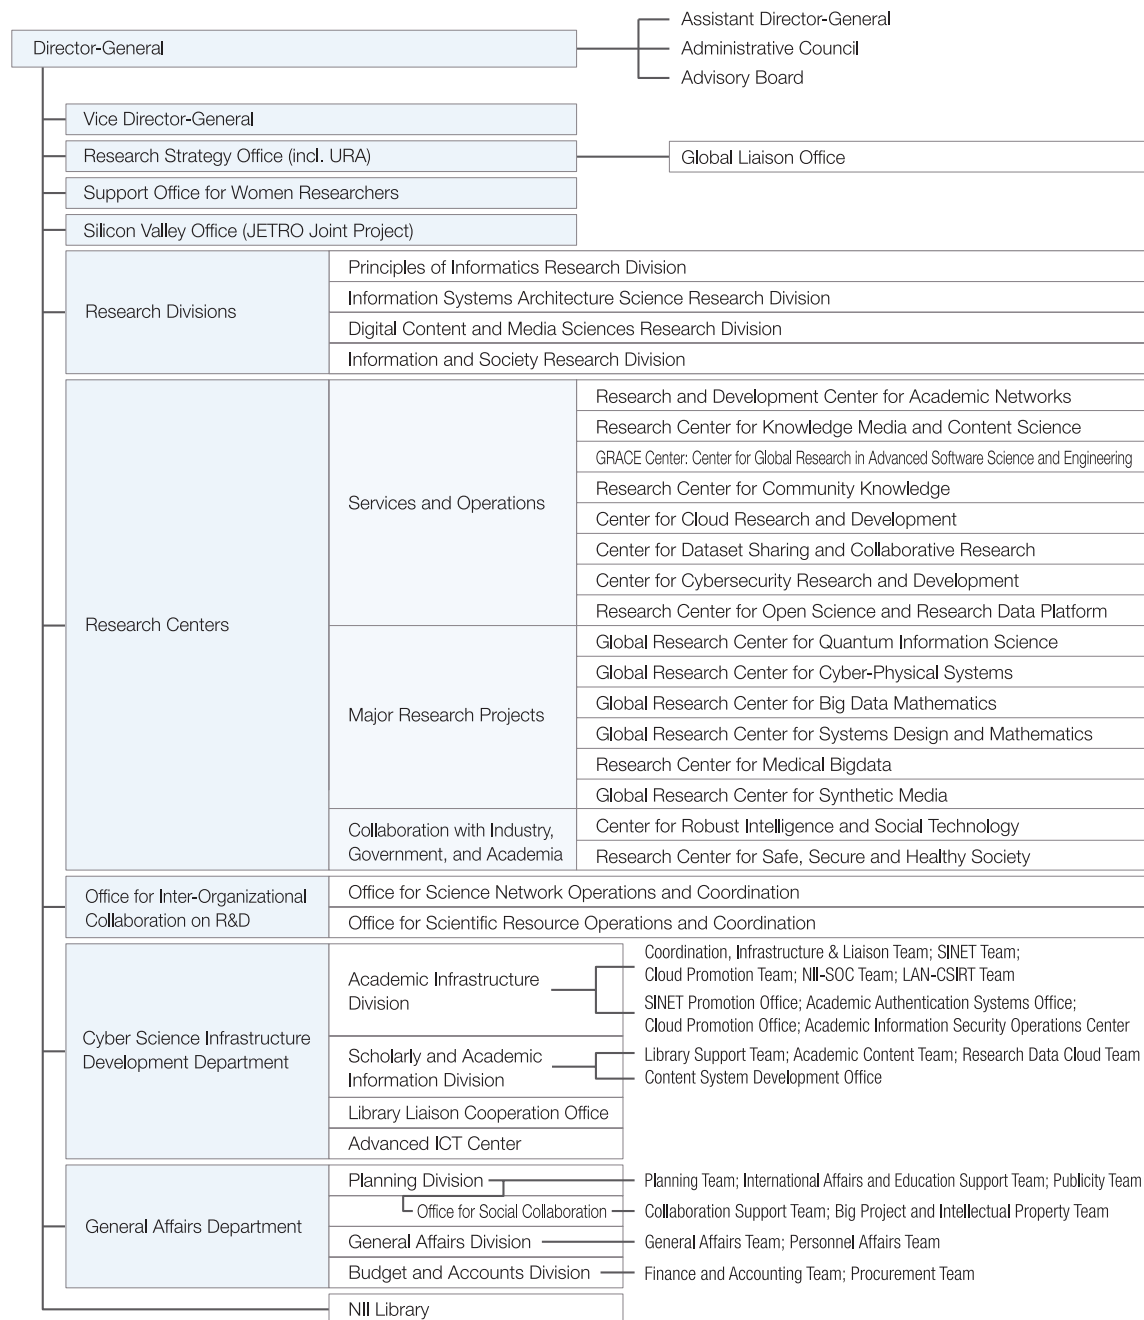 Assistant Director-General
Director-General
Administrative Council
Advisory Board
Vice Director-General
Research Strategy Office (incl. URA)
Global Liaison Office
Support Office for Women Researchers
Silicon Valley Office (JETRO Joint Project)
Research Divisions
Principles of Informatics Research Division
Information Systems Architecture Science Research Division
Digital Content and Media Sciences Research Division
Information and Society Research Division
Research Centers
Services and Operations
Research and Development Center for Academic Networks
Research Center for Knowledge Media and Content Science
GRACE Center: Center for Global Research in Advanced Software Science and Engineering
Research Center for Community Knowledge
Center for Cloud Research and Development
Center for Dataset Sharing and Collaborative Research
Center for Cybersecurity Research and Development
Research Center for Open Science and Research Data Platform
Major Research Projects
Global Research Center for Quantum Information Science
Global Research Center for Cyber-Physical Systems
Global Research Center for Big Data Mathematics
Global Research Center for Systems Design and Mathematics
Research Center for Medical Bigdata
Global Research Center for Synthetic Media
Collaboration with Industry,
Government, and Academia
Center for Robust Intelligence and Social Technology
Research Center for Safe, Secure and Healthy Society
Office for Inter-Organizational
Collaboration on R&D
Office for Science Network Operations and Coordination
Office for Scientific Resource Operations and Coordination
Cyber Science Infrastructure
Development Department
Academic Infrastructure
Division
Coordination, Infrastructure & Liaison Team; SINET Team;
Cloud Promotion Team; NII-SOC Team; LAN-CSIRT Team
SINET Promotion Office; Academic Authentication Systems Office;
Cloud Promotion Office; Academic Information Security Operations Center
Scholarly and Academic
Information Division
Library Support Team; Academic Content Team; Research Data Cloud Team
Content System Development Office
Library Liaison Cooperation Office
Advanced ICT Center
General Affairs Department
Planning Division
Planning Team; International Affairs and Education Support Team; Publicity Team
Office for Social Collaboration
Collaboration Support Team; Big Project and Intellectual Property Team
General Affairs Division
General Affairs Team; Personnel Affairs Team
Budget and Accounts Division
Finance and Accounting Team; Procurement Team
NII Library